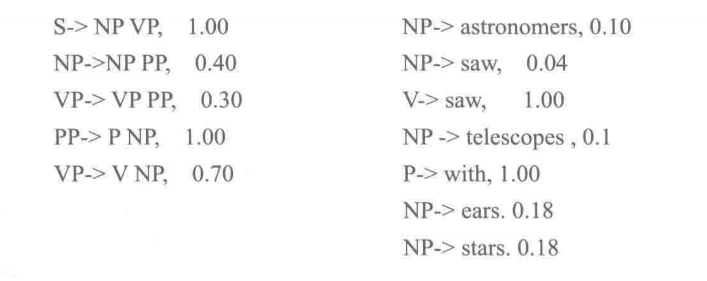 S-> NP VP, 1.00
NP->NP PP, 0.40
VP-> VP PP, 0.30
PP-> P NP, 1.00
VP-> V NP, 0.70
NP-> astronomers, 0.10
NP-> saw, 0.04
V-> saw, 1.00
NP -> telescopes , 0.1
P-> with, 1.00
NP-> ears. 0.18
NP-> stars. 0.18